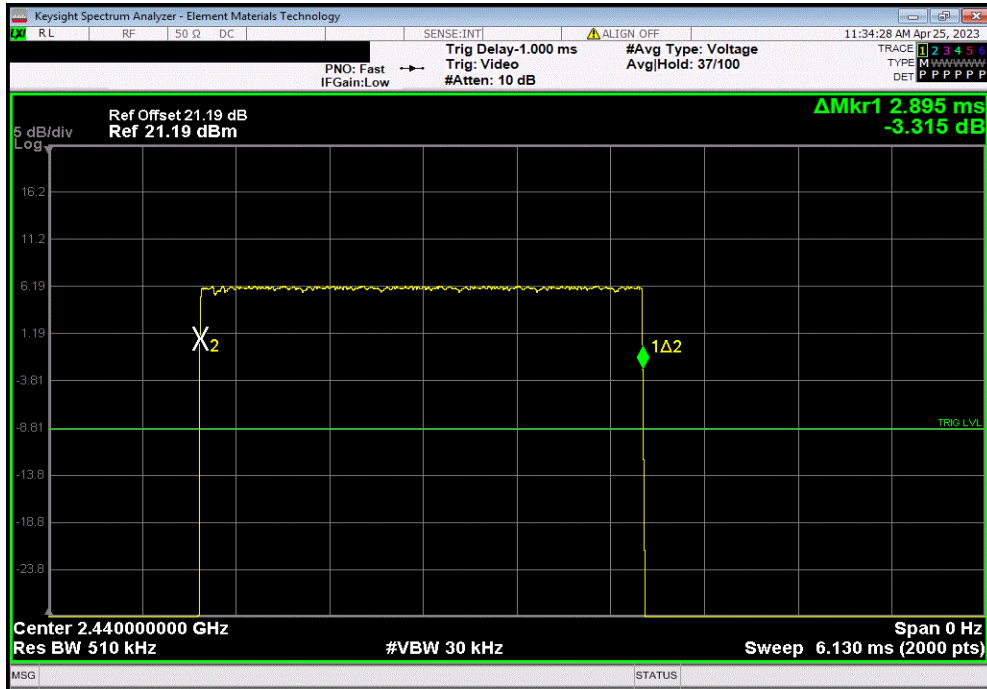 Keysight Spectrum Analyzer - Element Materials Technology
LXI RL RF 50 Ω DC SENSE:INT ALIGN OFF 11:34:28 AM Apr 25, 2023
Trig Delay-1.000 ms #Avg Type: Voltage TRACE 1 2 3 4 5 6
PNO: Fast Trig: Video Avg|Hold: 37/100 TYPE M WWWWW
IFGain:Low #Atten: 10 dB DET P P P P P P
ΔMkr1 2.895 ms
-3.315 dB
Ref Offset 21.19 dB
5 dB/div Ref 21.19 dBm
Log
16.2
11.2
6.19
1.19
2
1Δ2
-3.81
-8.81
TRIG LVL
-13.8
-18.8
-23.8
Center 2.440000000 GHz Span 0 Hz
Res BW 510 kHz #VBW 30 kHz Sweep 6.130 ms (2000 pts)
MSG STATUS